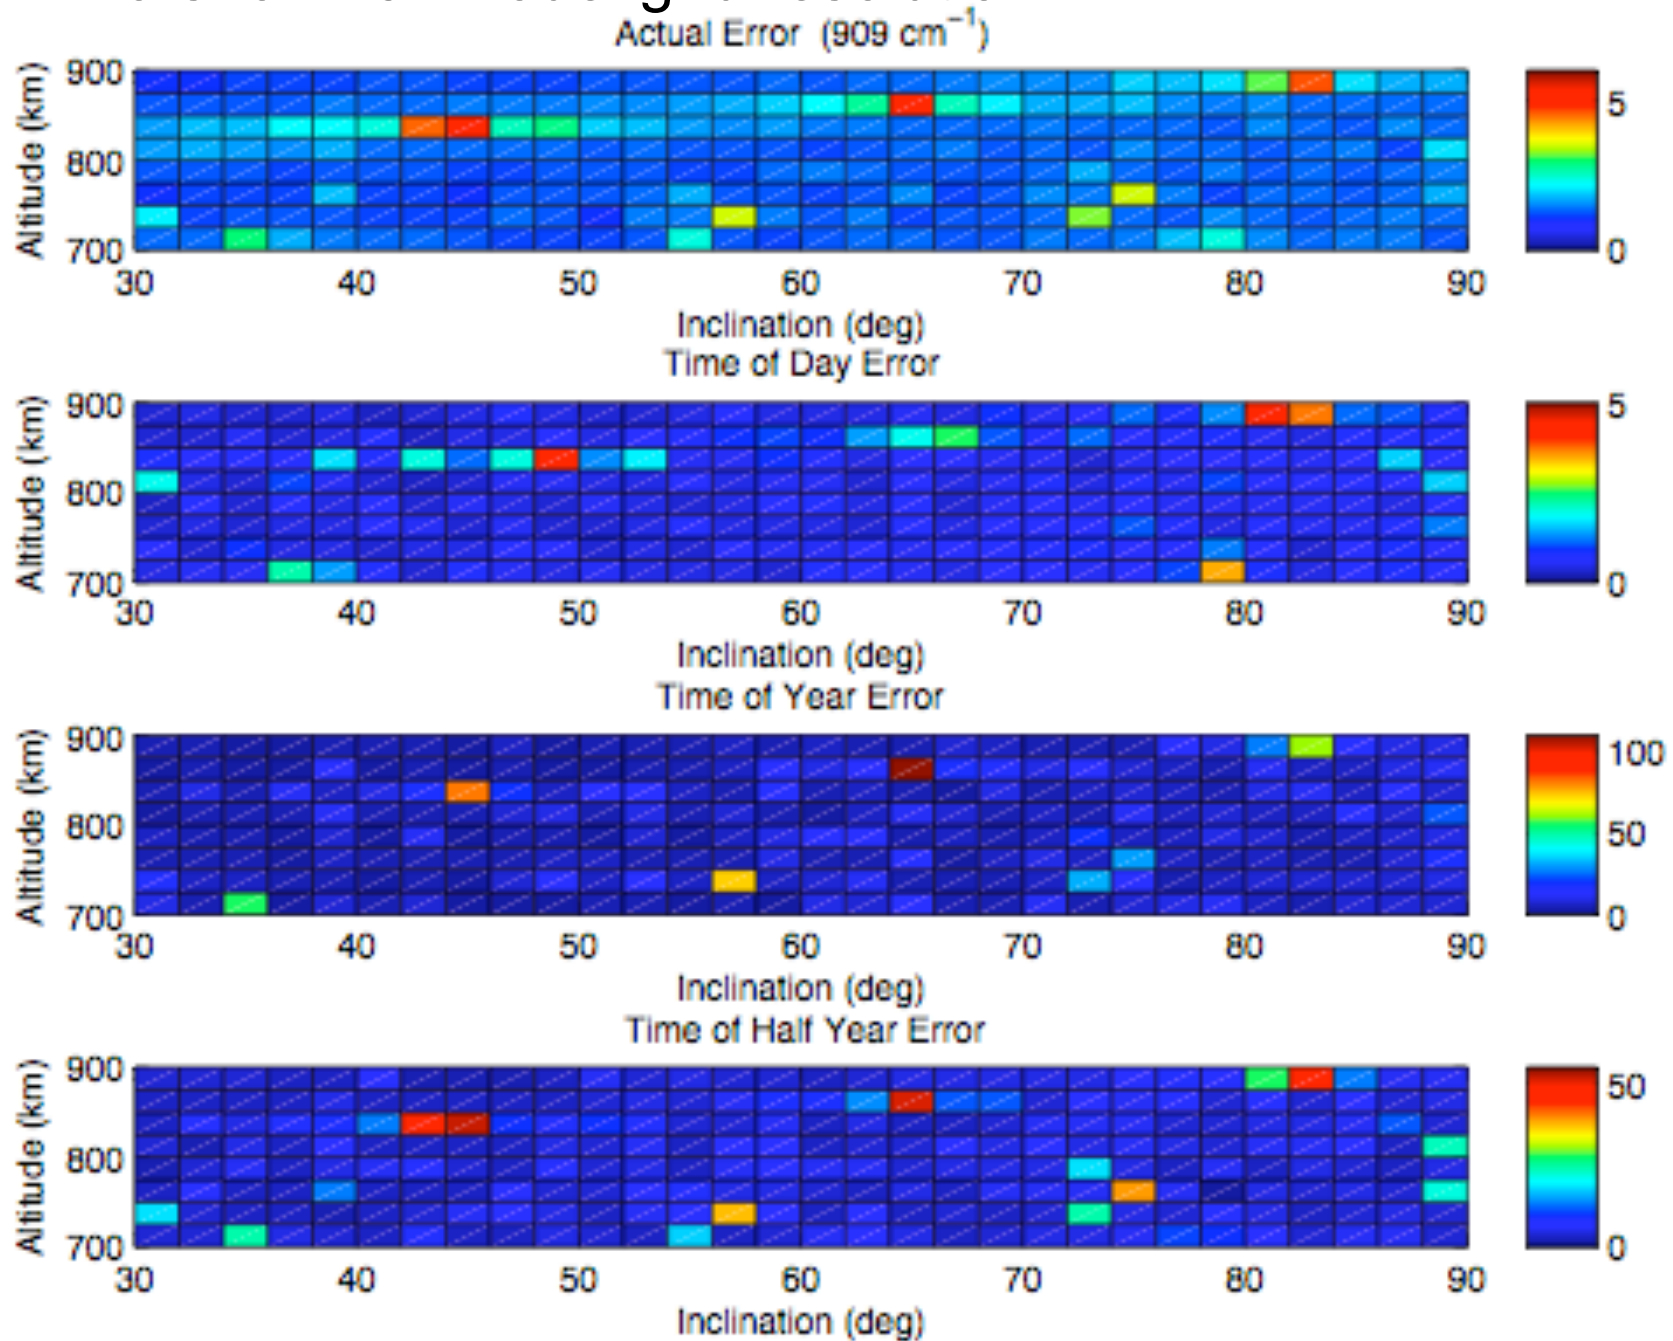 Actual Error (909 cm⁻¹)
Altitude (km)
900
800
700
30 40 50 60 70 80 90
Inclination (deg)
5
0
Time of Day Error
Altitude (km)
900
800
700
30 40 50 60 70 80 90
Inclination (deg)
5
0
Time of Year Error
Altitude (km)
900
800
700
30 40 50 60 70 80 90
Inclination (deg)
100
50
0
Time of Half Year Error
Altitude (km)
900
800
700
30 40 50 60 70 80 90
Inclination (deg)
50
0